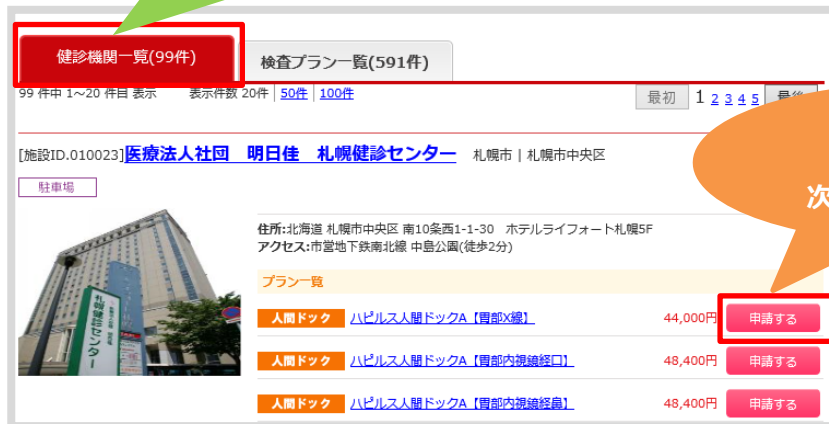 健診機関一覧(99件)
検査プラン一覧(591件)
99 件中 1～20 件目 表示 表示件数 20件 50件 100件
最初 1 2 3 4 5 最後
[施設ID.010023]医療法人社団 明日佳 札幌健診センター 札幌市 | 札幌市中央区
駐車場
次
住所:北海道 札幌市中央区 南10条西1-1-30 ホテルライフォート札幌5F
アクセス:市営地下鉄南北線 中島公園(徒歩2分)
プラン一覧
札幌健診センター
人間ドック ハピルス人間ドックA【胃部X線】 44,000円 申請する
人間ドック ハピルス人間ドックA【胃部内視鏡経口】 48,400円 申請する
人間ドック ハピルス人間ドックA【胃部内視鏡経鼻】 48,400円 申請する